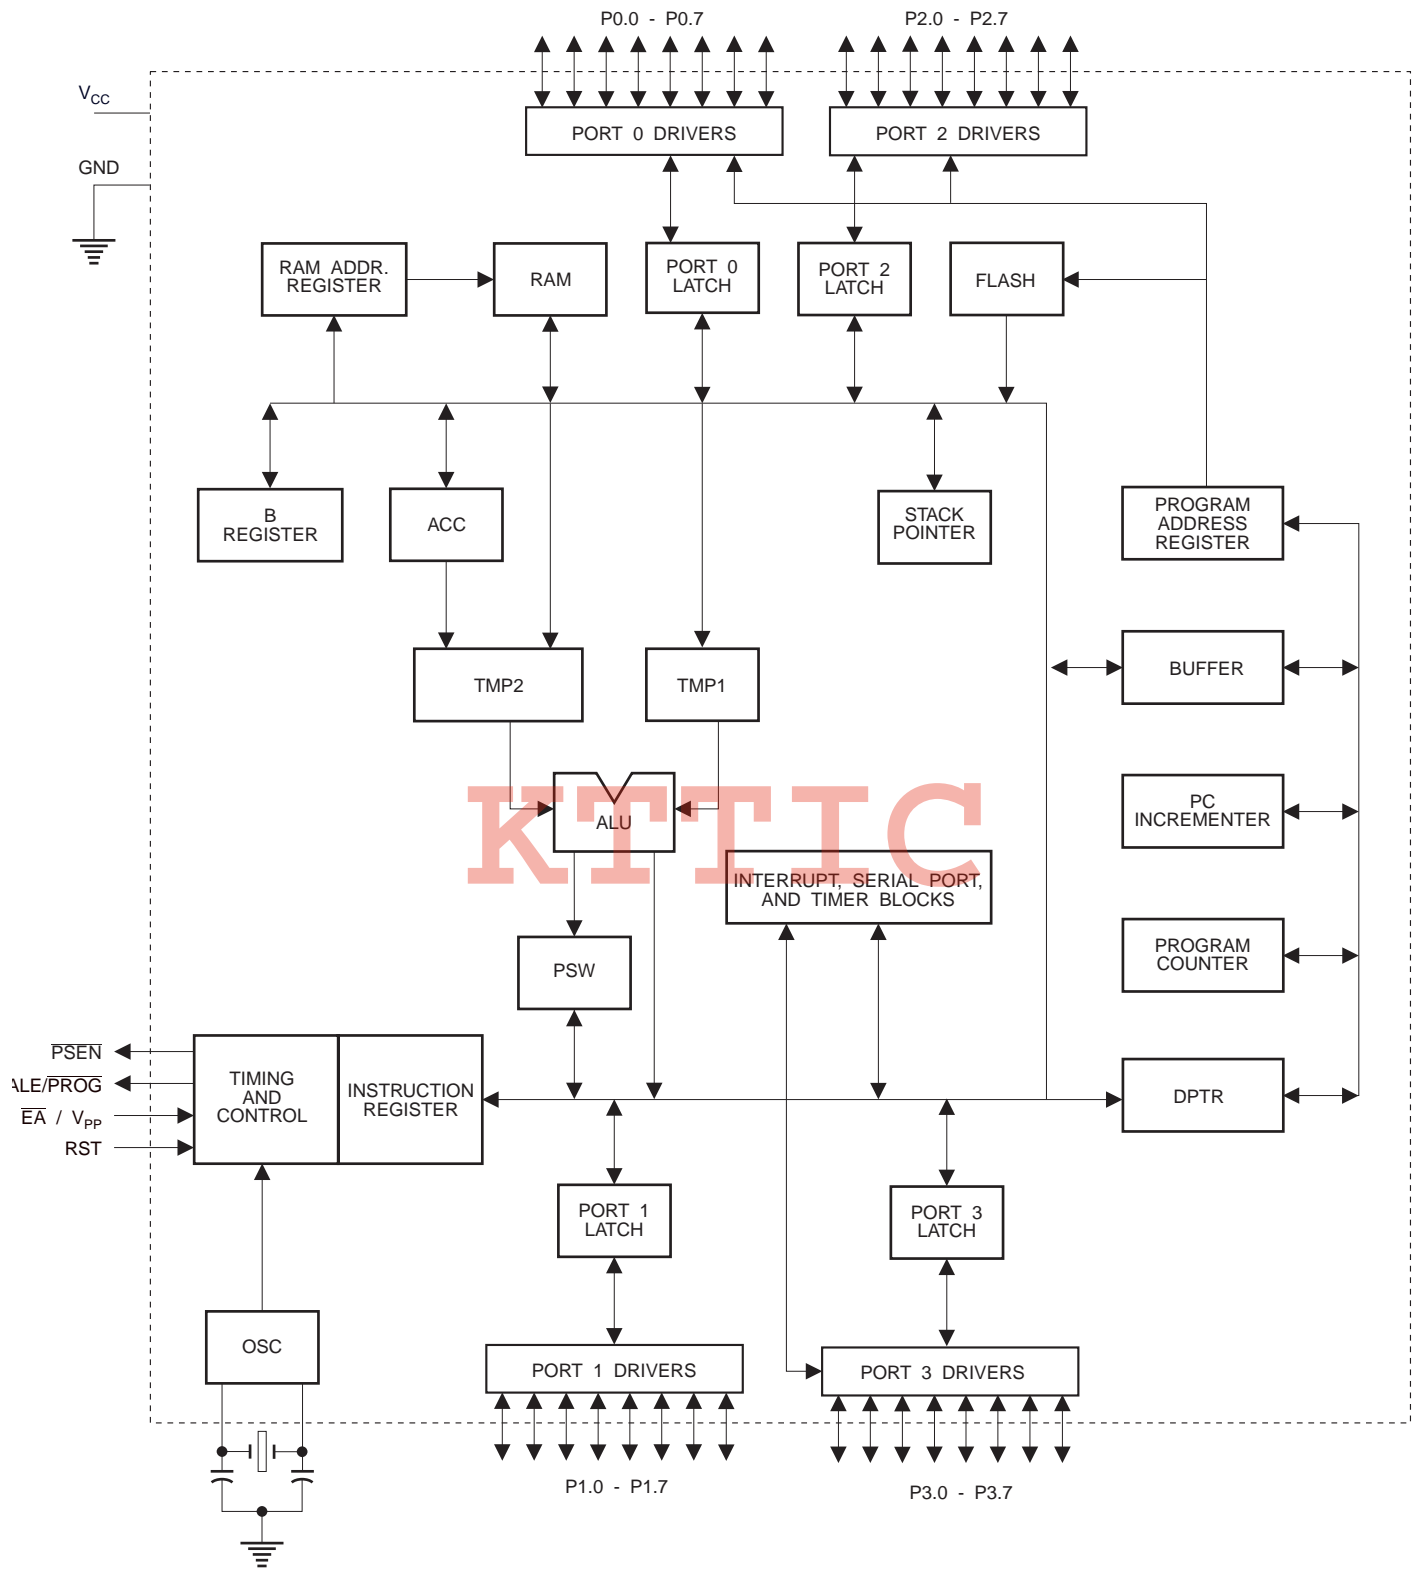 P0.0 - P0.7
P2.0 - P2.7
VCC
GND
PORT 0 DRIVERS
PORT 2 DRIVERS
RAM ADDR.
REGISTER
RAM
PORT 0
LATCH
PORT 2
LATCH
FLASH
B
REGISTER
ACC
STACK
POINTER
PROGRAM
ADDRESS
REGISTER
TMP2
TMP1
BUFFER
ALU
PC
INCREMENTER
KTTIC
INTERRUPT, SERIAL PORT,
AND TIMER BLOCKS
PSW
PROGRAM
COUNTER
PSEN
ALE/PROG
EA / VPP
RST
TIMING
AND
CONTROL
INSTRUCTION
REGISTER
DPTR
PORT 1
LATCH
PORT 3
LATCH
OSC
PORT 1 DRIVERS
PORT 3 DRIVERS
P1.0 - P1.7
P3.0 - P3.7